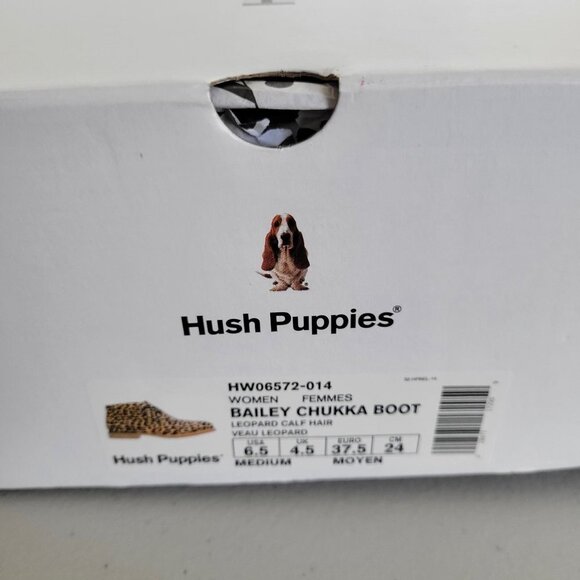 Hush Puppies®
HW06572-014
WOMEN FEMMES
BAILEY CHUKKA BOOT
LEOPARD CALF HAIR
VEAU LEOPARD
USA UK EURO CM
6.5 4.5 37.5 24
MEDIUM MOYEN
Hush Puppies